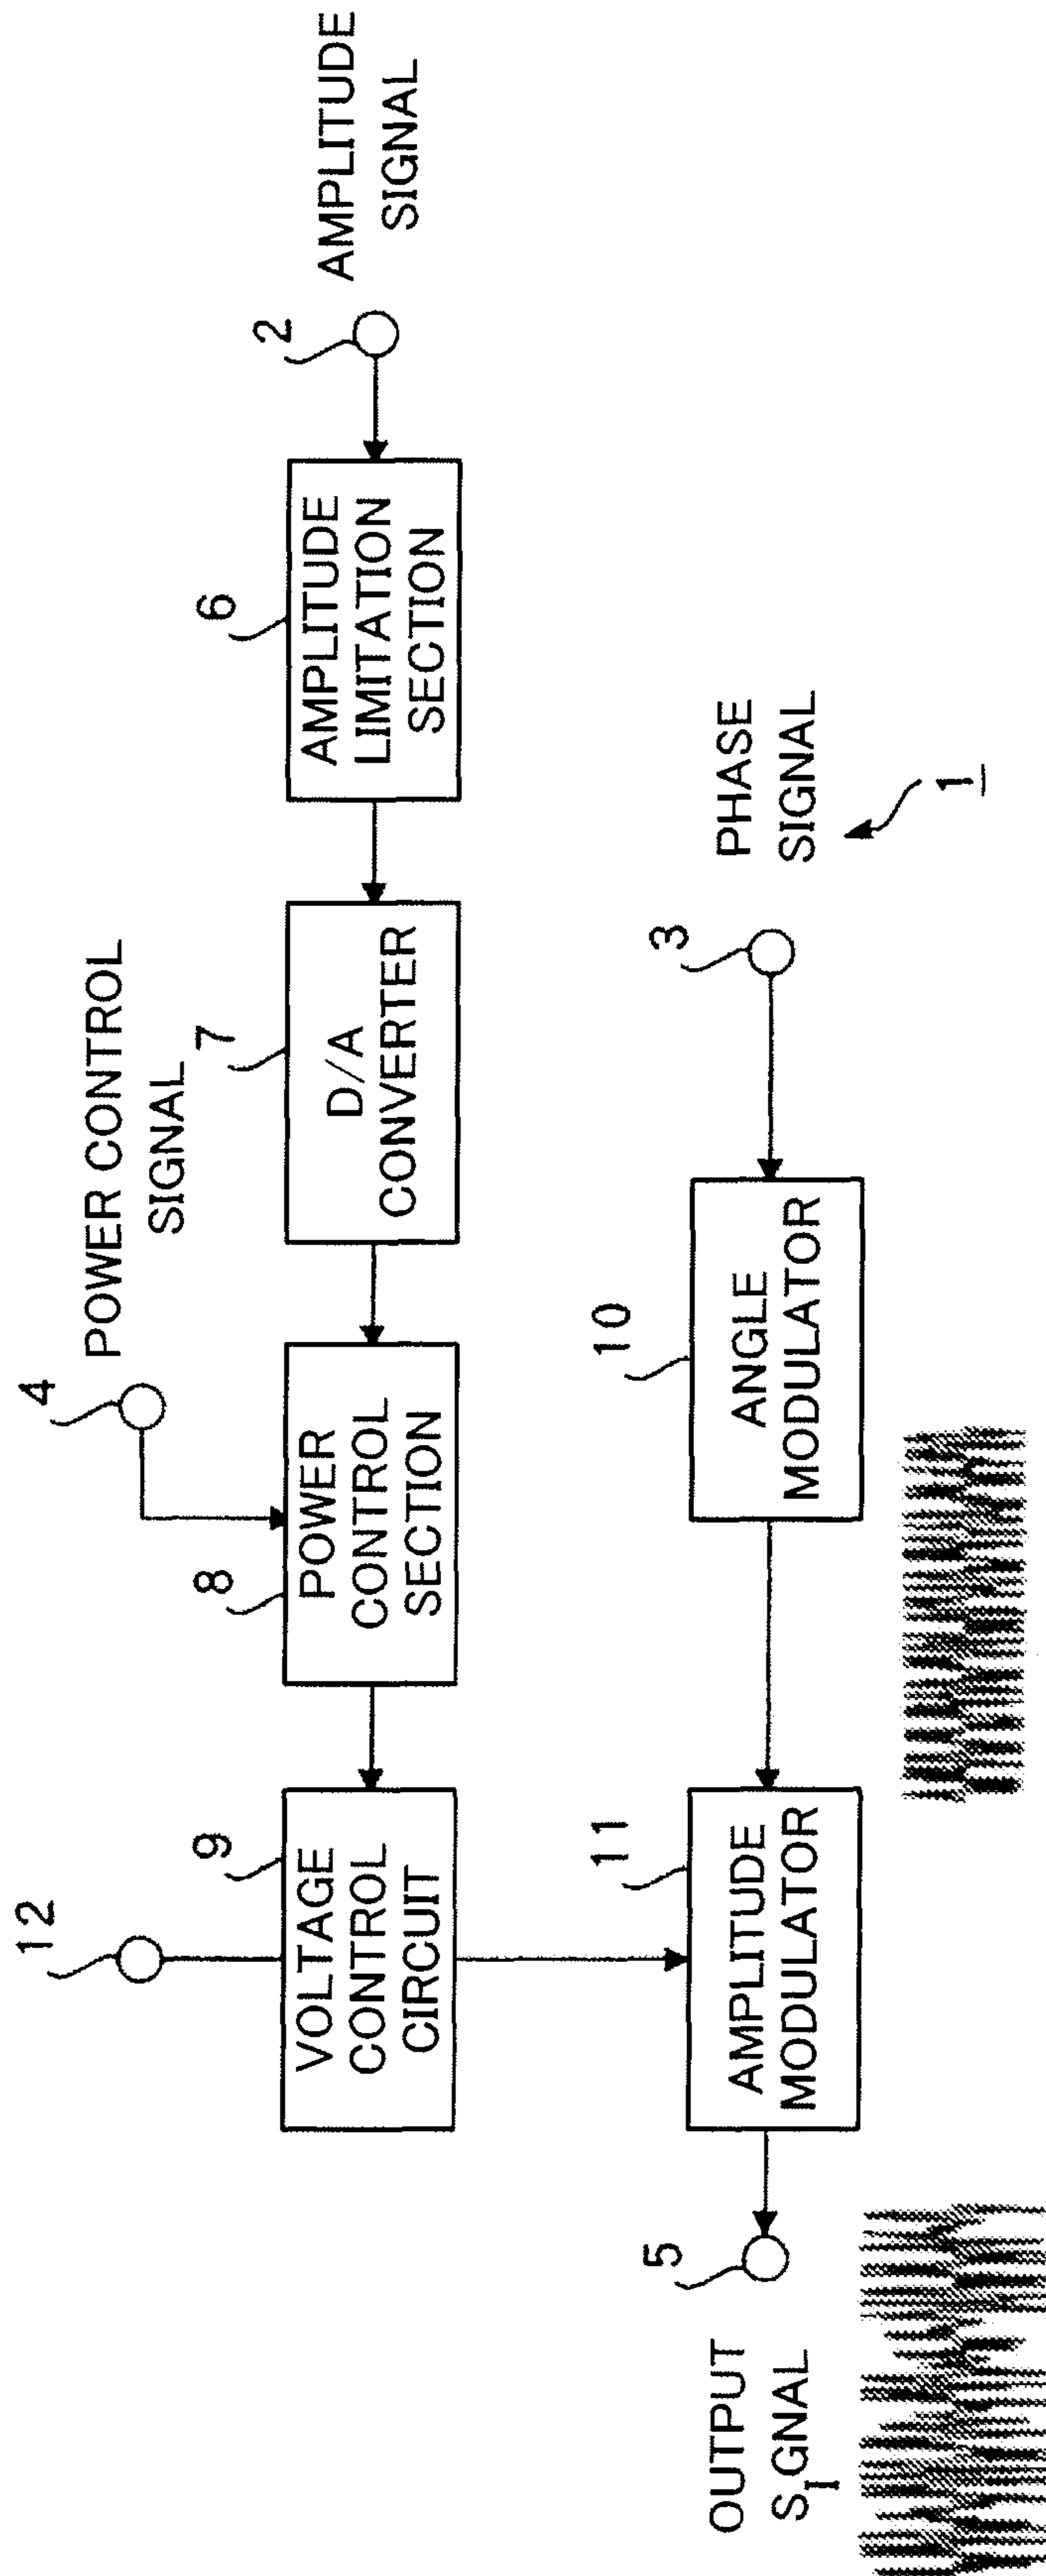 12
4
POWER CONTROL
SIGNAL
9
VOLTAGE
CONTROL
CIRCUIT
8
POWER
CONTROL
SECTION
7
D/A
CONVERTER
6
AMPLITUDE
LIMITATION
SECTION
2
AMPLITUDE
SIGNAL
5
OUTPUT
SIGNAL
11
AMPLITUDE
MODULATOR
10
ANGLE
MODULATOR
3
PHASE
SIGNAL
1